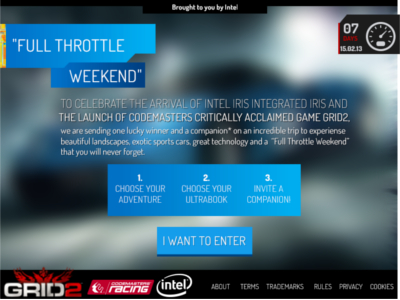 Brought to you by Intel
07
DAYS
15.02.13
"FULL THROTTLE
WEEKEND"
TO CELEBRATE THE ARRIVAL OF INTEL IRIS INTEGRATED IRIS AND
THE LAUNCH OF CODEMASTERS CRITICALLY ACCLAIMED GAME GRID2,
we are sending one lucky winner and a companion* on an incredible trip to experiense
beautiful landscapes, exotic sports cars, great technology and a "Full Throttle Weekend"
that you will never forget.
1.
CHOOSE YOUR
ADVENTURE
2.
CHOOSE YOUR
ULTRABOOK
3.
INVITE A
COMPANION!
I WANT TO ENTER
GRID2
CODEMASTERS
RACING
intel
ABOUT TERMS TRADEMARKS RULES PRIVACY COOKIES